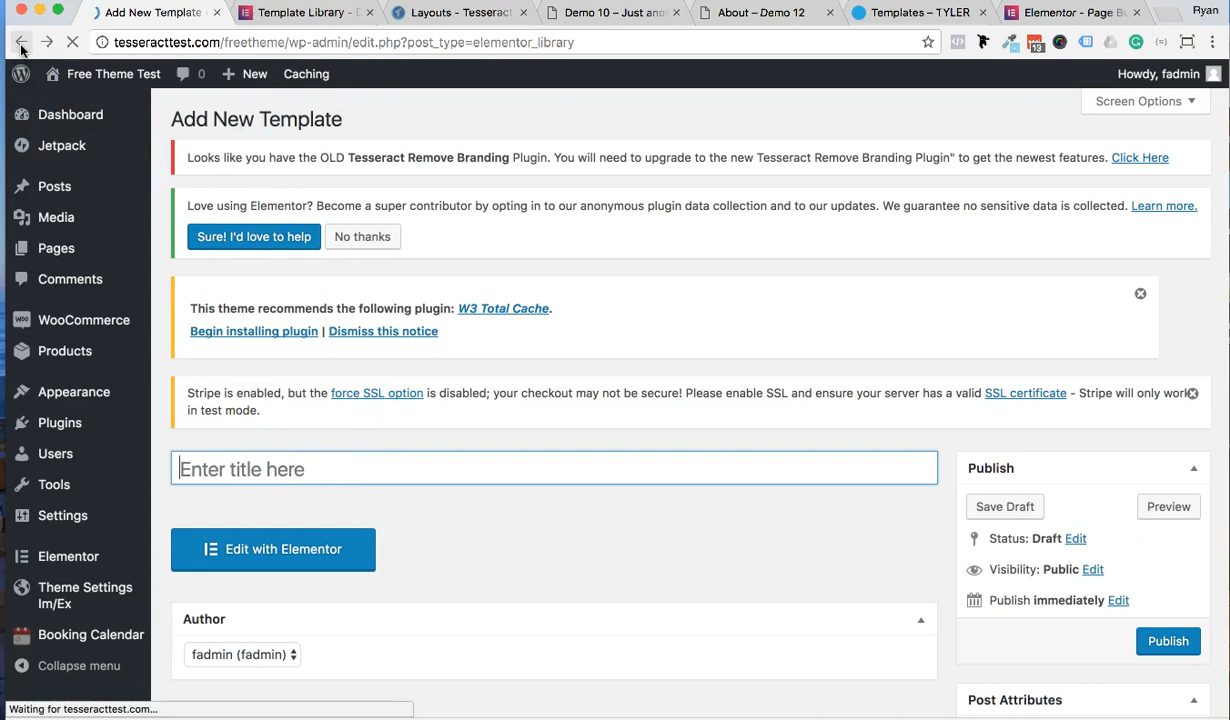 Add New Template
Template Library - D
Layouts - Tesseract
Demo 10 – Just anot
About – Demo 12
Templates – TYLER
Elementor - Page Bu
Ryan
tesseracttest.com/freetheme/wp-admin/edit.php?post_type=elementor_library
13
Free Theme Test
0
New
Caching
Howdy, fadmin
Dashboard
Jetpack
Posts
Media
Pages
Comments
WooCommerce
Products
Appearance
Plugins
Users
Tools
Settings
Elementor
Theme Settings
Im/Ex
Booking Calendar
Collapse menu
Screen Options
Add New Template
Looks like you have the OLD Tesseract Remove Branding Plugin. You will need to upgrade to the new Tesseract Remove Branding Plugin" to get the newest features. Click Here
Love using Elementor? Become a super contributor by opting in to our anonymous plugin data collection and to our updates. We guarantee no sensitive data is collected. Learn more.
Sure! I'd love to help
No thanks
This theme recommends the following plugin: W3 Total Cache.
Begin installing plugin | Dismiss this notice
Stripe is enabled, but the force SSL option is disabled; your checkout may not be secure! Please enable SSL and ensure your server has a valid SSL certificate - Stripe will only work
in test mode.
Enter title here
Edit with Elementor
Author
fadmin (fadmin)
Publish
Save Draft
Preview
Status: Draft Edit
Visibility: Public Edit
Publish immediately Edit
Publish
Post Attributes
Waiting for tesseracttest.com...